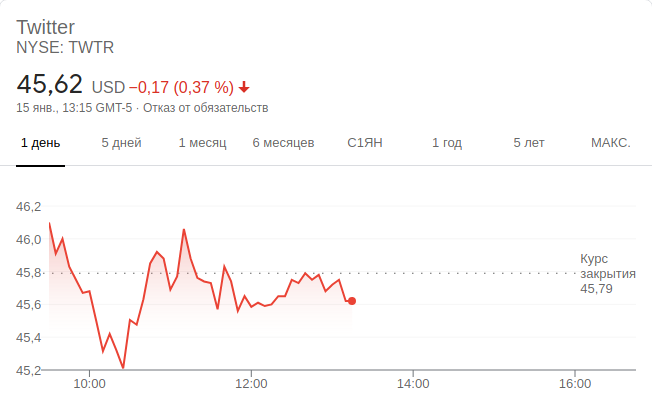 Twitter
NYSE: TWTR
45,62 USD −0,17 (0,37 %)
15 янв., 13:15 GMT-5 · Отказ от обязательств
1 день 5 дней 1 месяц 6 месяцев С1ЯН 1 год 5 лет МАКС.
46,2
46,0
45,8
45,6
45,4
45,2
Курс
закрытия
45,79
10:00 12:00 14:00 16:00